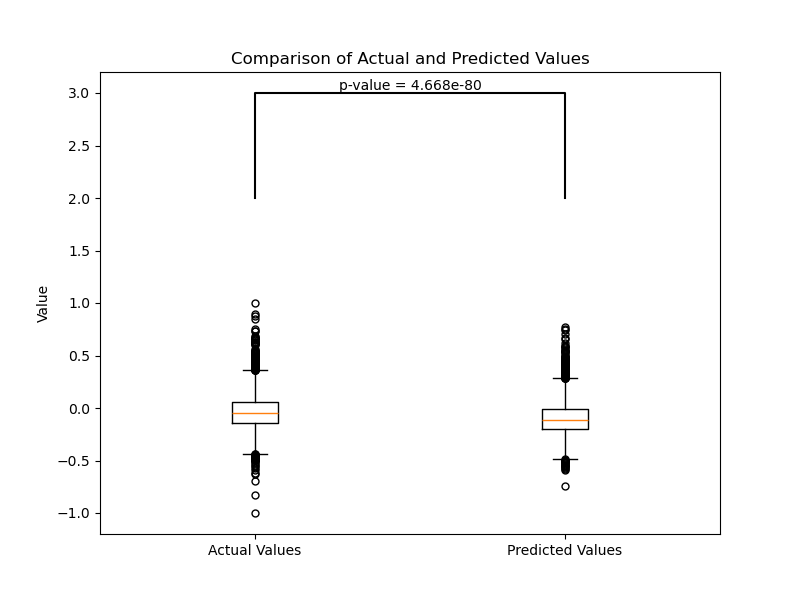 Comparison of Actual and Predicted Values
p-value = 4.668e-80
3.0
2.5
2.0
1.5
1.0
0.5
0.0
−0.5
−1.0
Value
Actual Values
Predicted Values